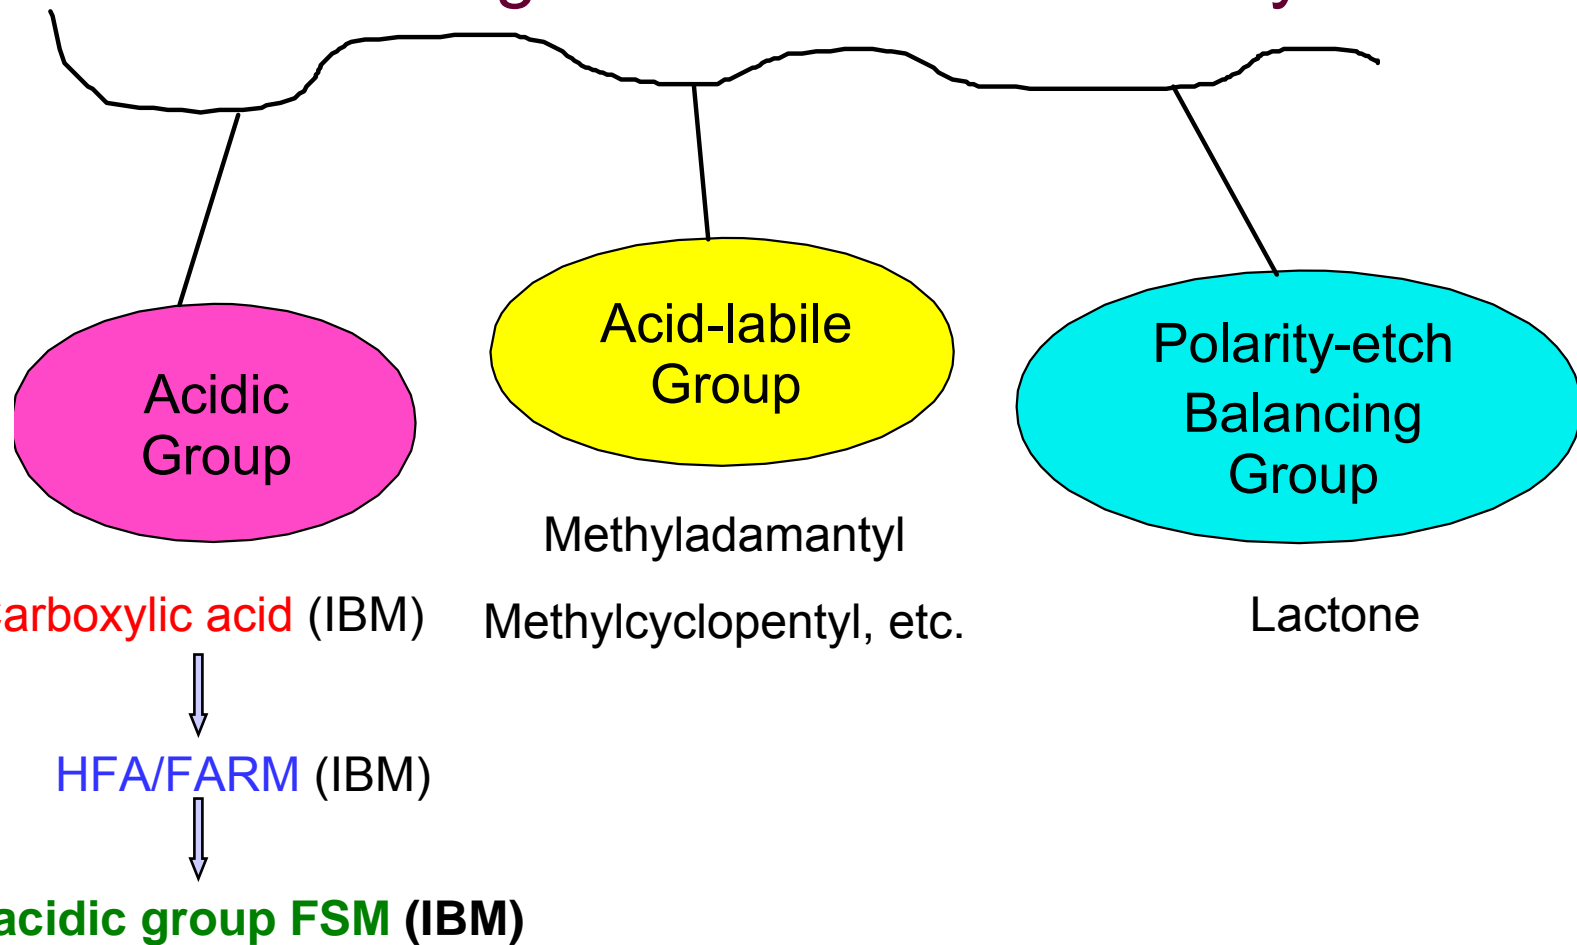 Acidic
Group
Acid-labile
Group
Polarity-etch
Balancing
Group
Methyladamantyl
Methylcyclopentyl, etc.
Lactone
Carboxylic acid (IBM)
HFA/FARM (IBM)
acidic group FSM (IBM)